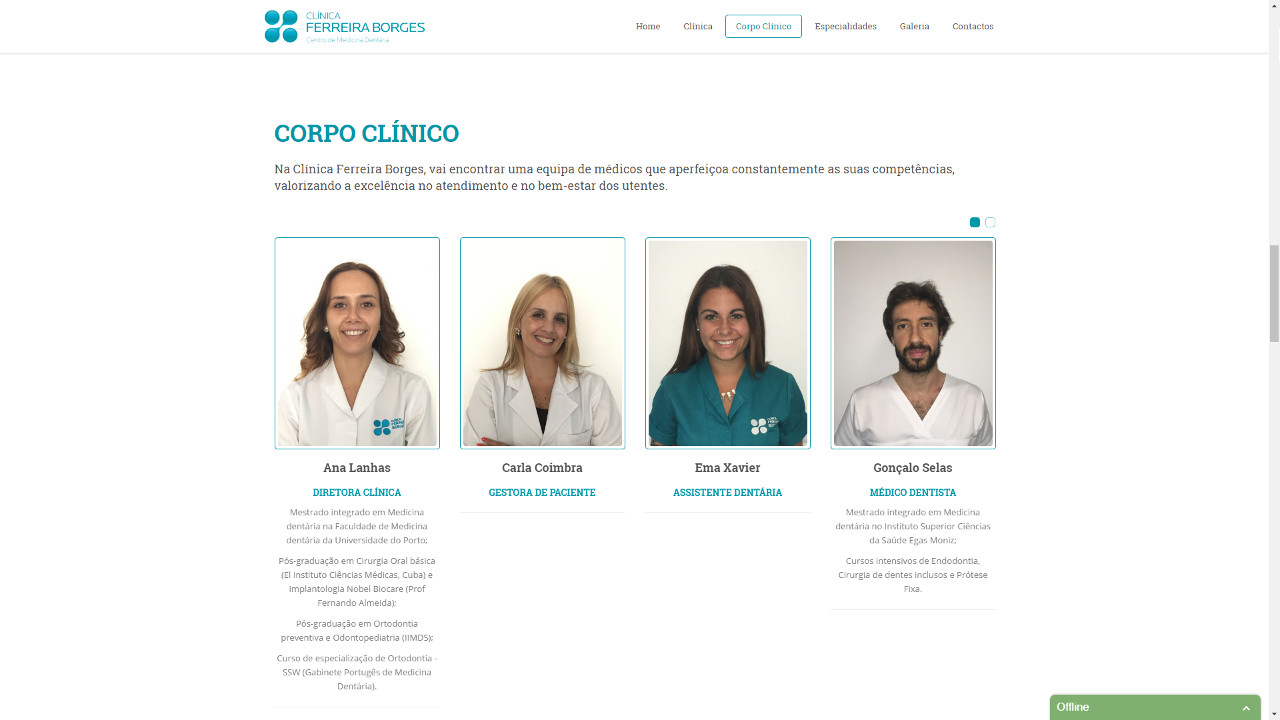 CLÍNICA
FERREIRA BORGES
Centro de Medicina Dentária
Home
Clínica
Corpo Clínico
Especialidades
Galeria
Contactos
CORPO CLÍNICO
Na Clínica Ferreira Borges, vai encontrar uma equipa de médicos que aperfeiçoa constantemente as suas competências,
valorizando a excelência no atendimento e no bem-estar dos utentes.
Ana Lanhas
DIRETORA CLÍNICA
Mestrado integrado em Medicina
dentária na Faculdade de Medicina
dentária da Universidade do Porto;
Pós-graduação em Cirurgia Oral básica
(El Instituto Ciências Médicas, Cuba) e
Implantologia Nobel Biocare (Prof
Fernando Almeida);
Pós-graduação em Ortodontia
preventiva e Odontopediatria (IIMDS);
Curso de especialização de Ortodontia -
SSW (Gabinete Portugês de Medicina
Dentária).
Carla Coimbra
GESTORA DE PACIENTE
Ema Xavier
ASSISTENTE DENTÁRIA
Gonçalo Selas
MÉDICO DENTISTA
Mestrado integrado em Medicina
dentária no Instituto Superior Ciências
da Saúde Egas Moniz;
Cursos intensivos de Endodontia,
Cirurgia de dentes inclusos e Prótese
Fixa.
Offline